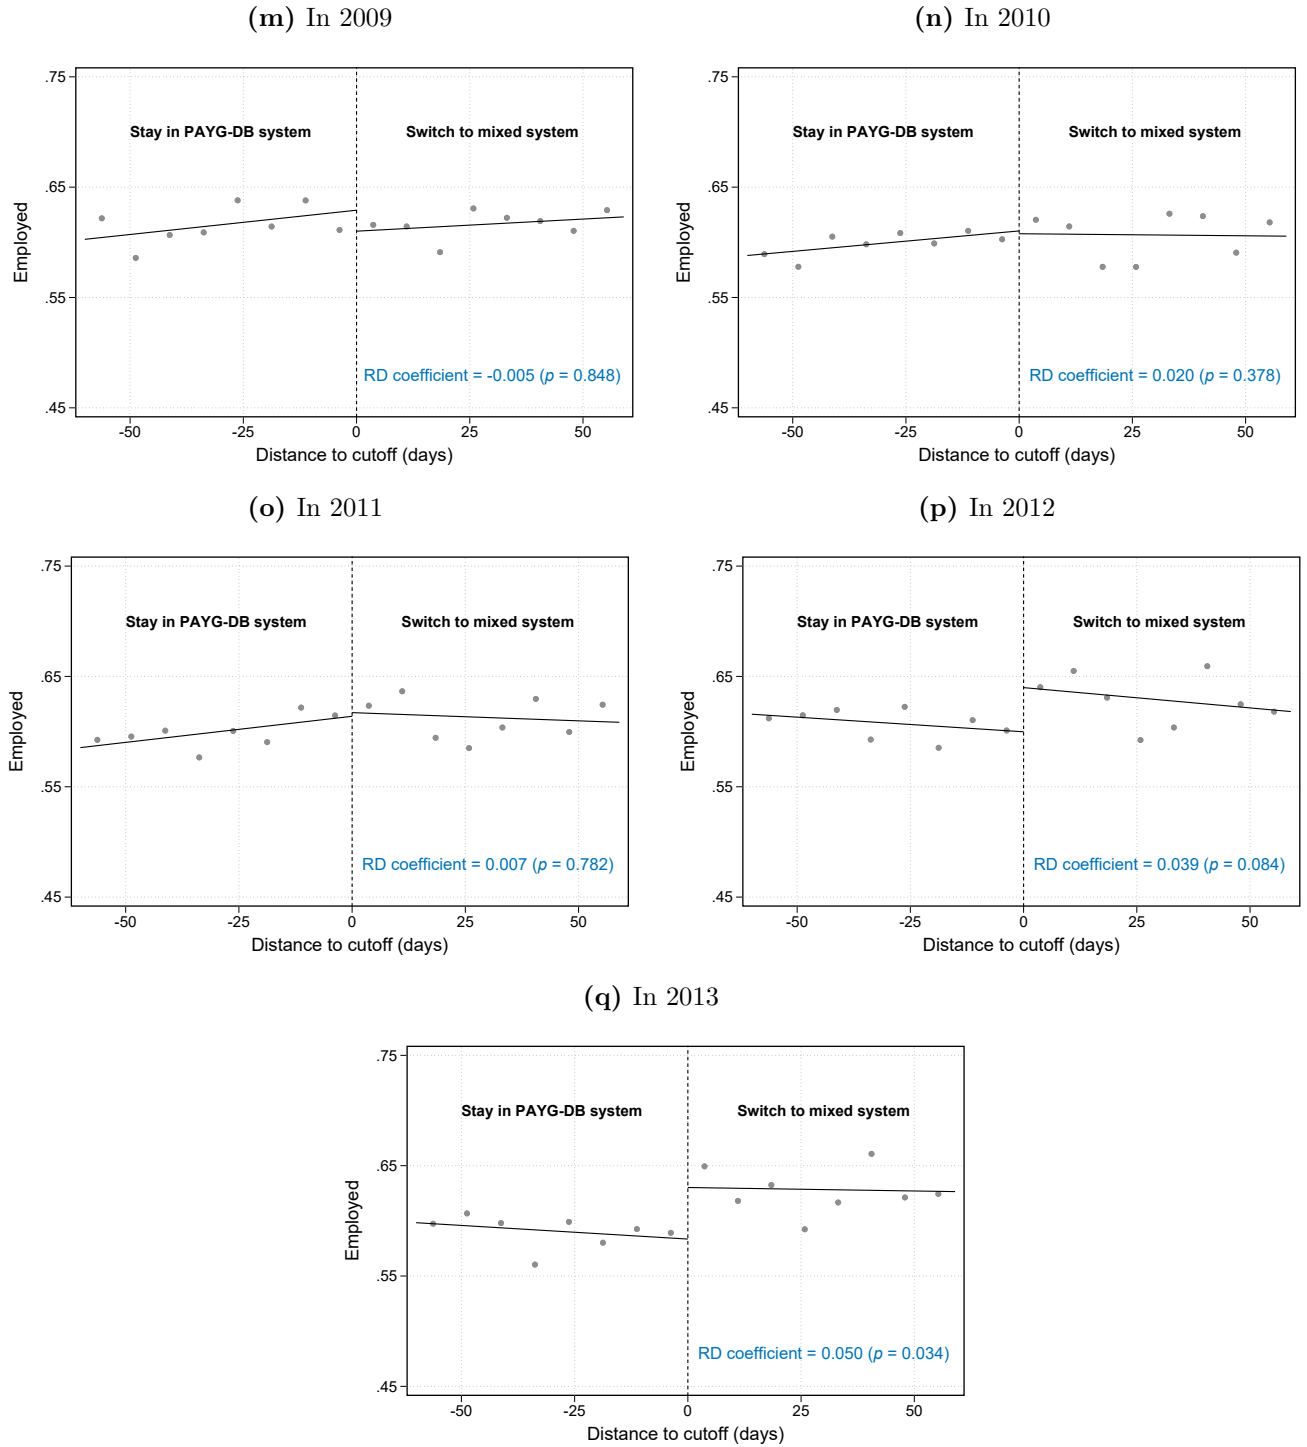 (m) In 2009
.75
.65
.55
.45
Employed
Stay in PAYG-DB system
Switch to mixed system
RD coefficient = -0.005 (p = 0.848)
-50 -25 0 25 50
Distance to cutoff (days)
(n) In 2010
.75
.65
.55
.45
Employed
Stay in PAYG-DB system
Switch to mixed system
RD coefficient = 0.020 (p = 0.378)
-50 -25 0 25 50
Distance to cutoff (days)
(o) In 2011
.75
.65
.55
.45
Employed
Stay in PAYG-DB system
Switch to mixed system
RD coefficient = 0.007 (p = 0.782)
-50 -25 0 25 50
Distance to cutoff (days)
(p) In 2012
.75
.65
.55
.45
Employed
Stay in PAYG-DB system
Switch to mixed system
RD coefficient = 0.039 (p = 0.084)
-50 -25 0 25 50
Distance to cutoff (days)
(q) In 2013
.75
.65
.55
.45
Employed
Stay in PAYG-DB system
Switch to mixed system
RD coefficient = 0.050 (p = 0.034)
-50 -25 0 25 50
Distance to cutoff (days)